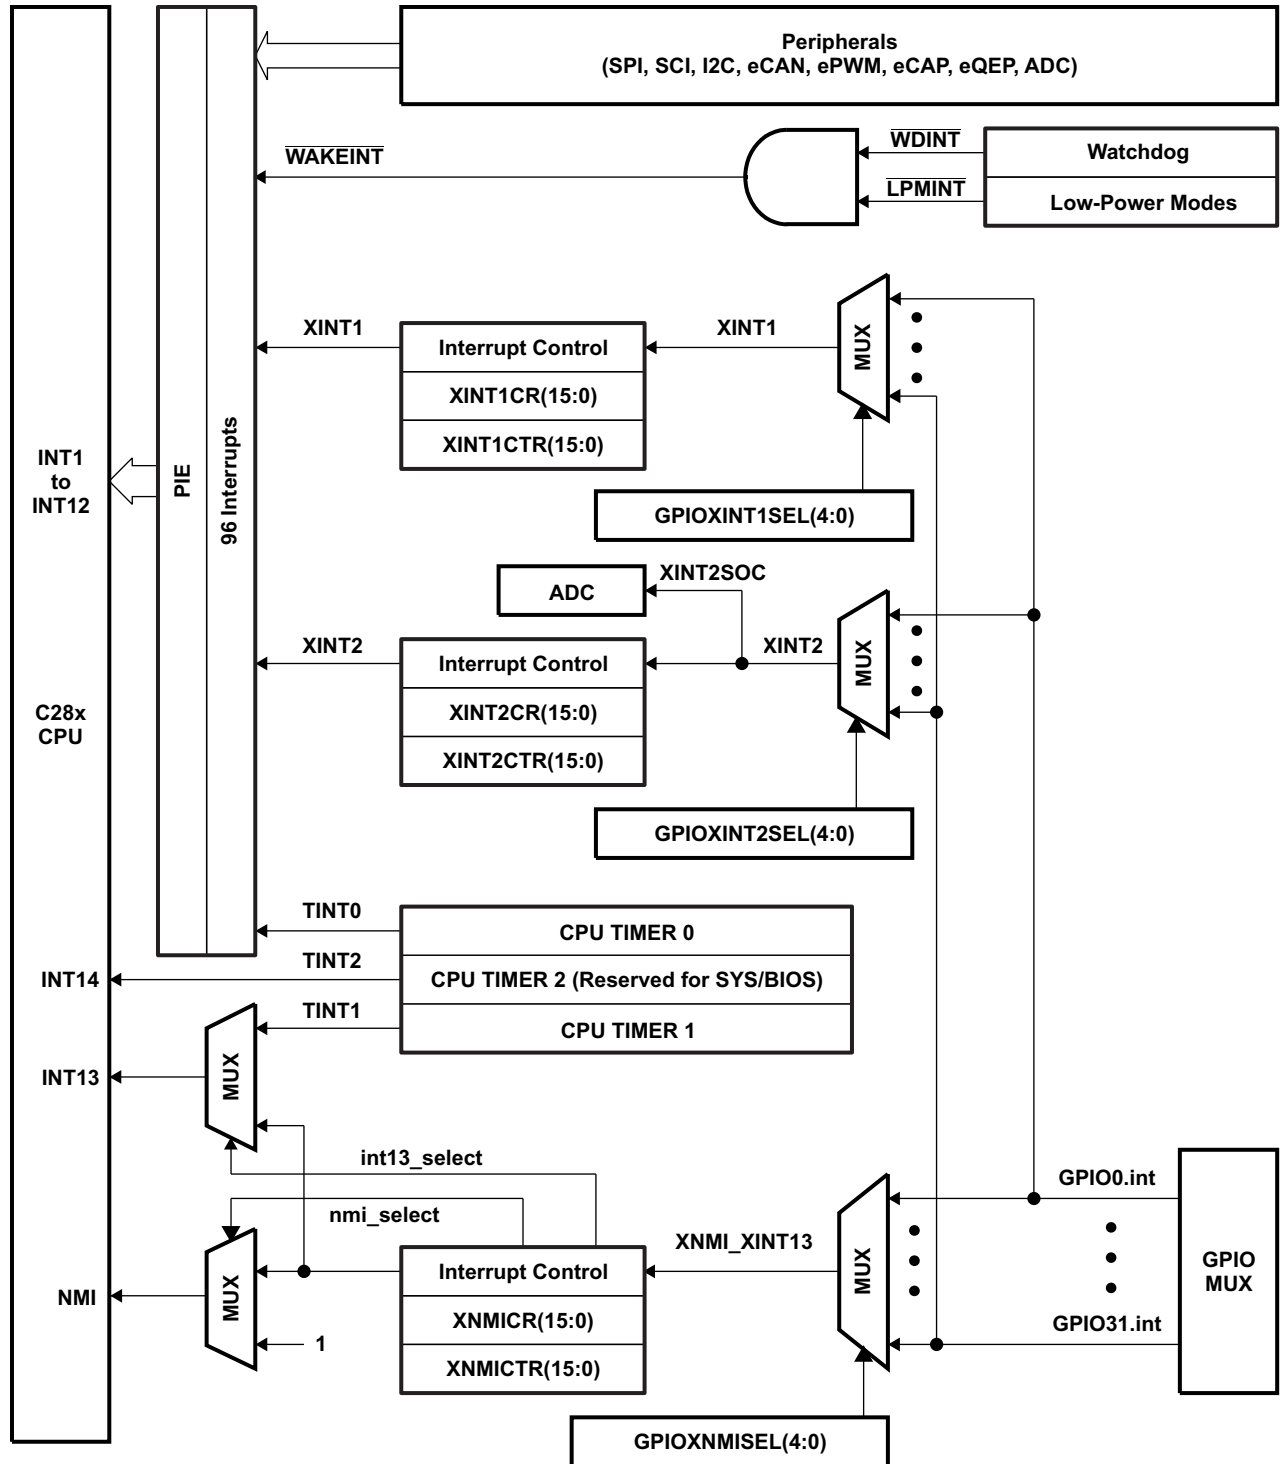 Peripherals
(SPI, SCI, I2C, eCAN, ePWM, eCAP, eQEP, ADC)
WDINT
Watchdog
WAKEINT
LPMINT
Low-Power Modes
XINT1
Interrupt Control
XINT1
MUX
XINT1CR(15:0)
XINT1CTR(15:0)
INT1
to
INT12
PIE
96 Interrupts
GPIOXINT1SEL(4:0)
ADC
XINT2SOC
XINT2
Interrupt Control
XINT2
MUX
C28x
CPU
XINT2CR(15:0)
XINT2CTR(15:0)
GPIOXINT2SEL(4:0)
TINT0
CPU TIMER 0
INT14
TINT2
CPU TIMER 2 (Reserved for SYS/BIOS)
TINT1
CPU TIMER 1
INT13
MUX
int13_select
nmi_select
GPIO0.int
XNMI_XINT13
MUX
Interrupt Control
GPIO
MUX
NMI
MUX
XNMICR(15:0)
GPIO31.int
1
XNMICTR(15:0)
GPIOXNMISEL(4:0)